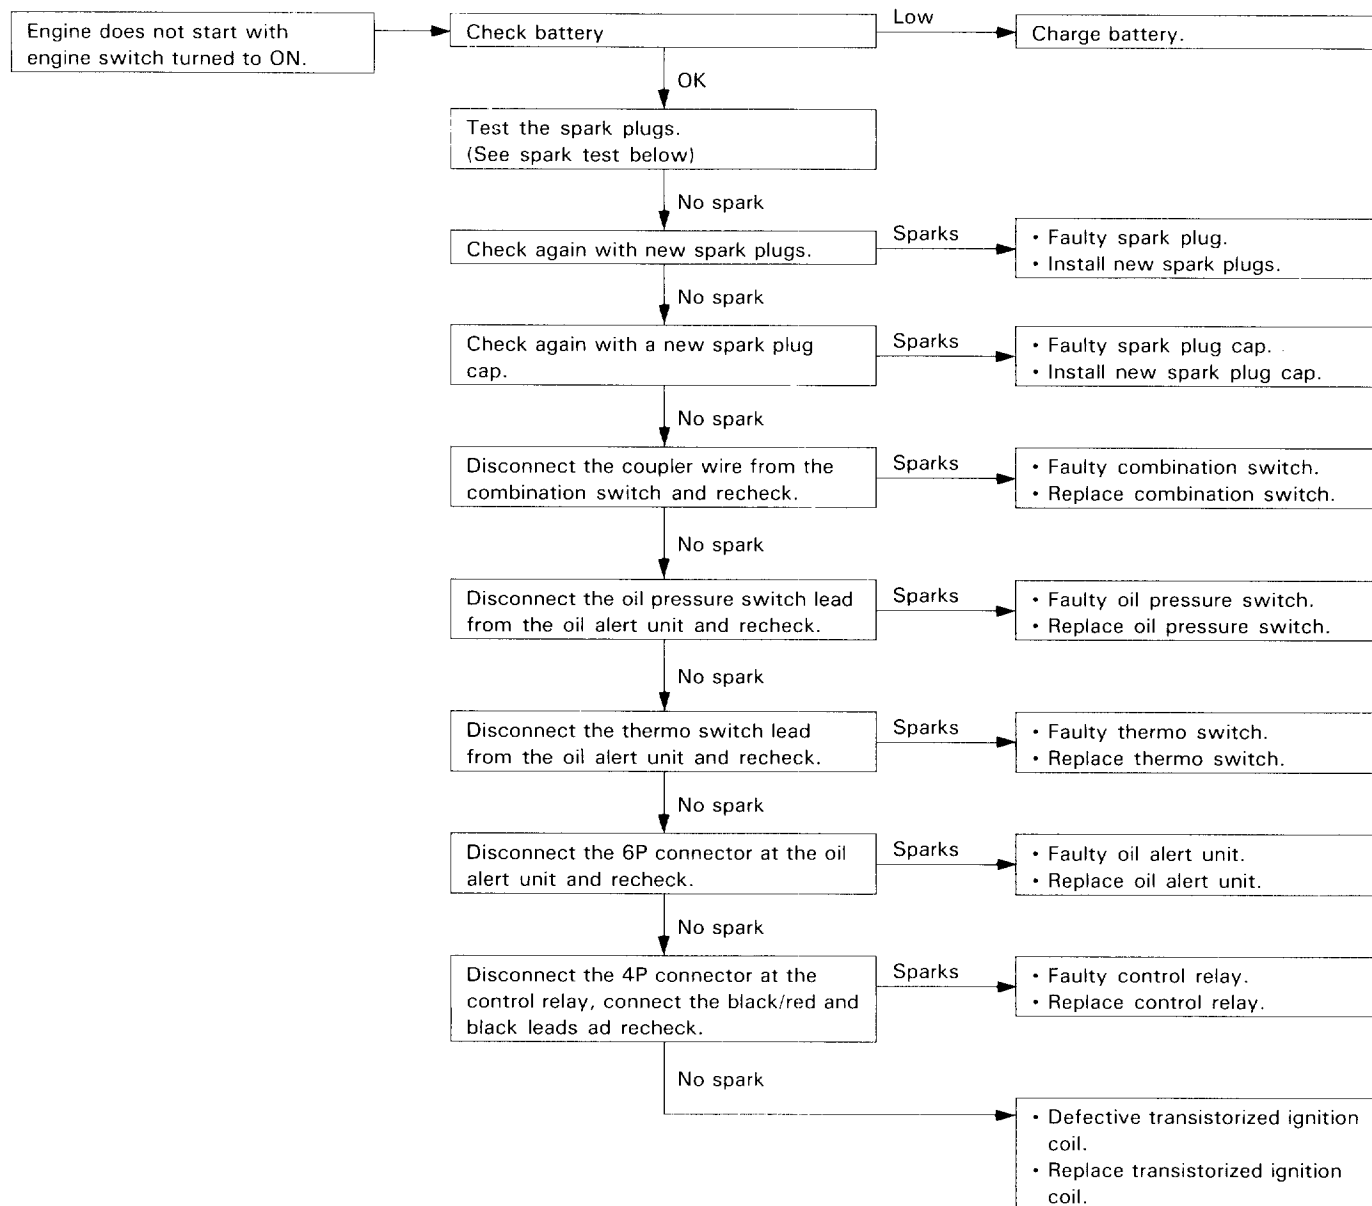 Engine does not start with
engine switch turned to ON.
Check battery
Low
Charge battery.
OK
Test the spark plugs.
(See spark test below)
No spark
Check again with new spark plugs.
Sparks
• Faulty spark plug.
• Install new spark plugs.
No spark
Check again with a new spark plug
cap.
Sparks
• Faulty spark plug cap.
• Install new spark plug cap.
No spark
Disconnect the coupler wire from the
combination switch and recheck.
Sparks
• Faulty combination switch.
• Replace combination switch.
No spark
Disconnect the oil pressure switch lead
from the oil alert unit and recheck.
Sparks
• Faulty oil pressure switch.
• Replace oil pressure switch.
No spark
Disconnect the thermo switch lead
from the oil alert unit and recheck.
Sparks
• Faulty thermo switch.
• Replace thermo switch.
No spark
Disconnect the 6P connector at the oil
alert unit and recheck.
Sparks
• Faulty oil alert unit.
• Replace oil alert unit.
No spark
Disconnect the 4P connector at the
control relay, connect the black/red and
black leads ad recheck.
Sparks
• Faulty control relay.
• Replace control relay.
No spark
• Defective transistorized ignition
coil.
• Replace transistorized ignition
coil.